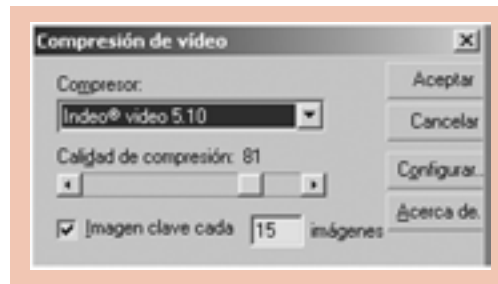 Compresión de vídeo
Compresor:
Indeo® video 5.10
Calidad de compresión: 81
Imagen clave cada 15 imágenes
Aceptar
Cancelar
Configurar..
Acerca de.